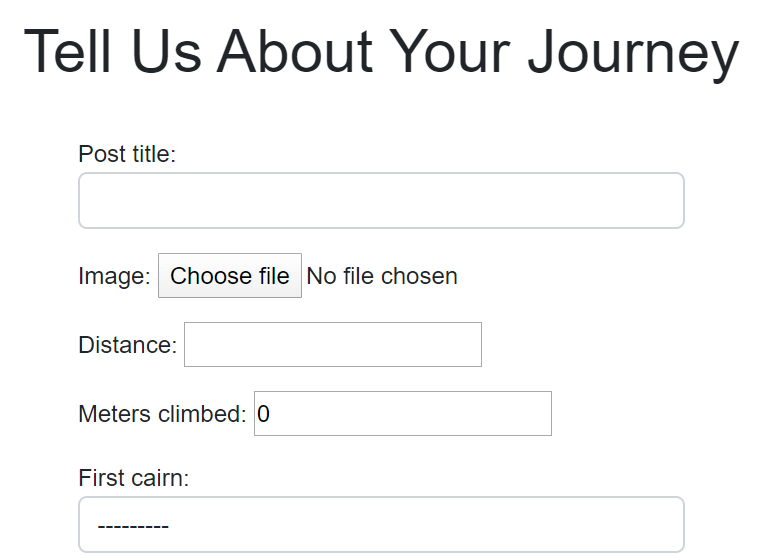 Tell Us About Your Journey
Post title:
Image: Choose file No file chosen
Distance:
Meters climbed: 0
First cairn:
---------